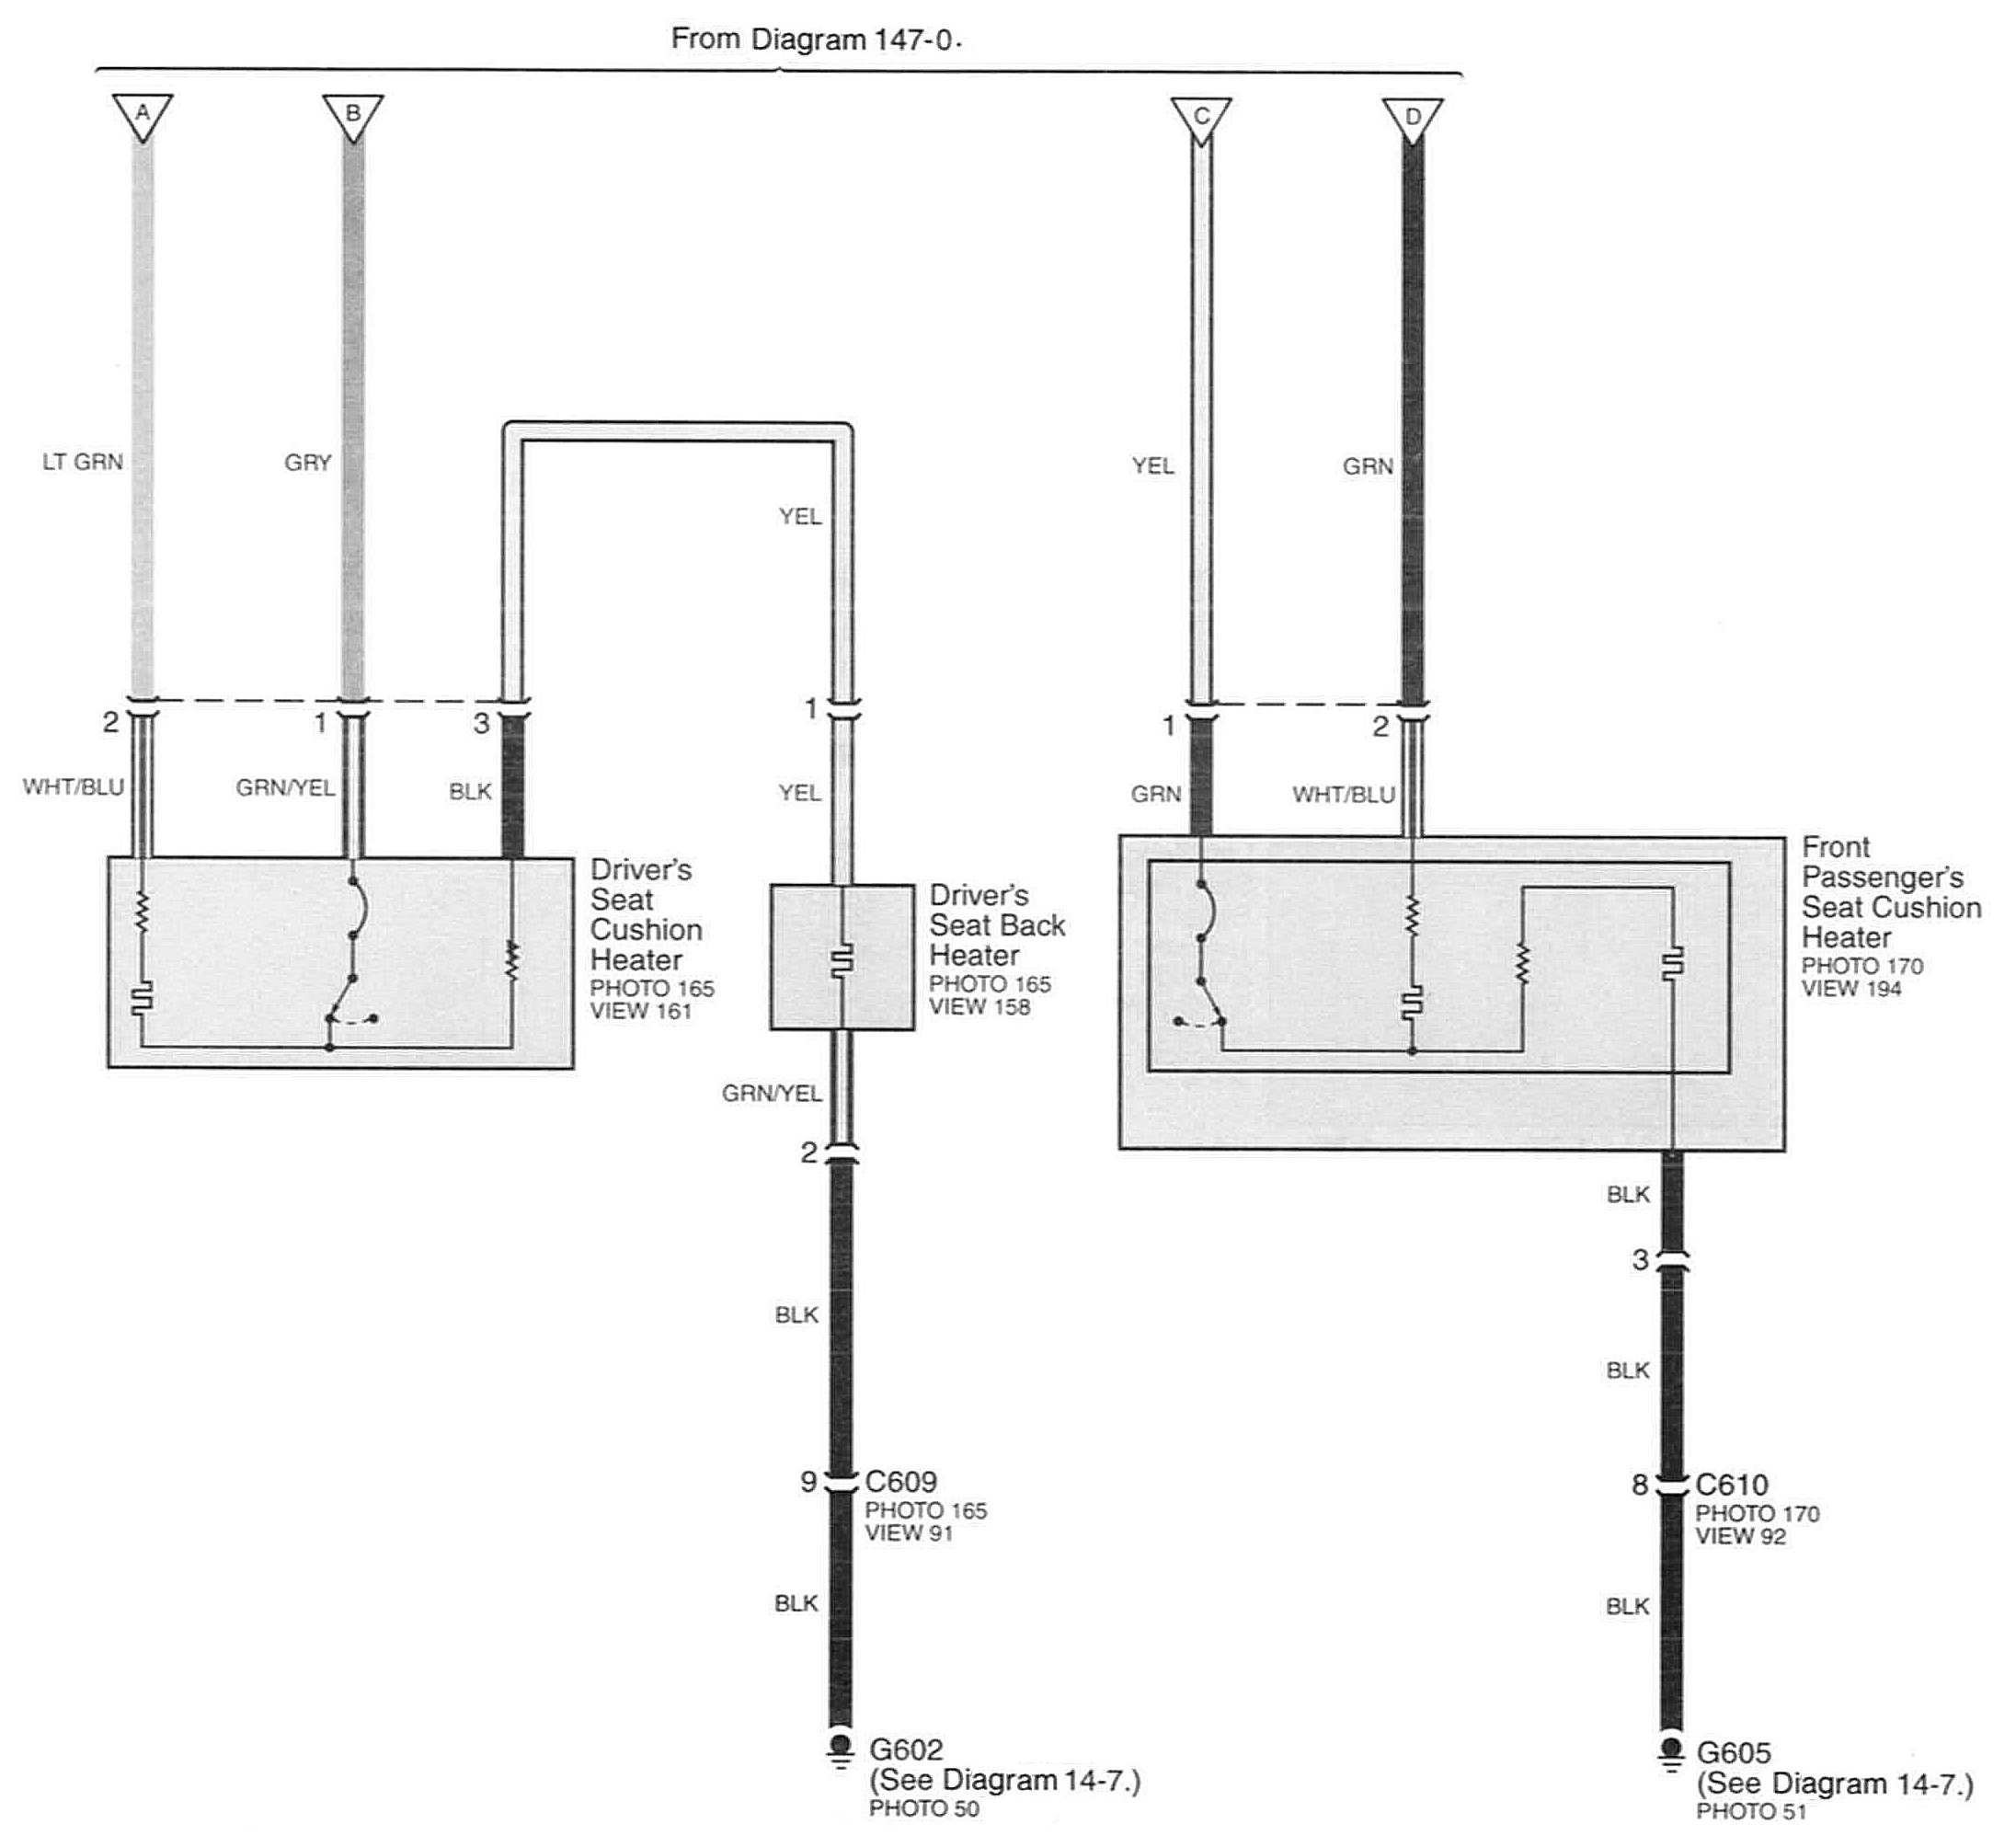 From Diagram 147-0.
A
B
C
D
LT GRN
GRY
YEL
YEL
GRN
2
1
3
1
1
2
WHT/BLU
GRN/YEL
BLK
YEL
GRN
WHT/BLU
Driver's
Seat
Cushion
Heater
PHOTO 165
VIEW 161
Driver's
Seat Back
Heater
PHOTO 165
VIEW 158
Front
Passenger's
Seat Cushion
Heater
PHOTO 170
VIEW 194
GRN/YEL
2
BLK
3
BLK
BLK
9 C609
PHOTO 165
VIEW 91
8 C610
PHOTO 170
VIEW 92
BLK
BLK
G602
(See Diagram 14-7.)
PHOTO 50
G605
(See Diagram 14-7.)
PHOTO 51